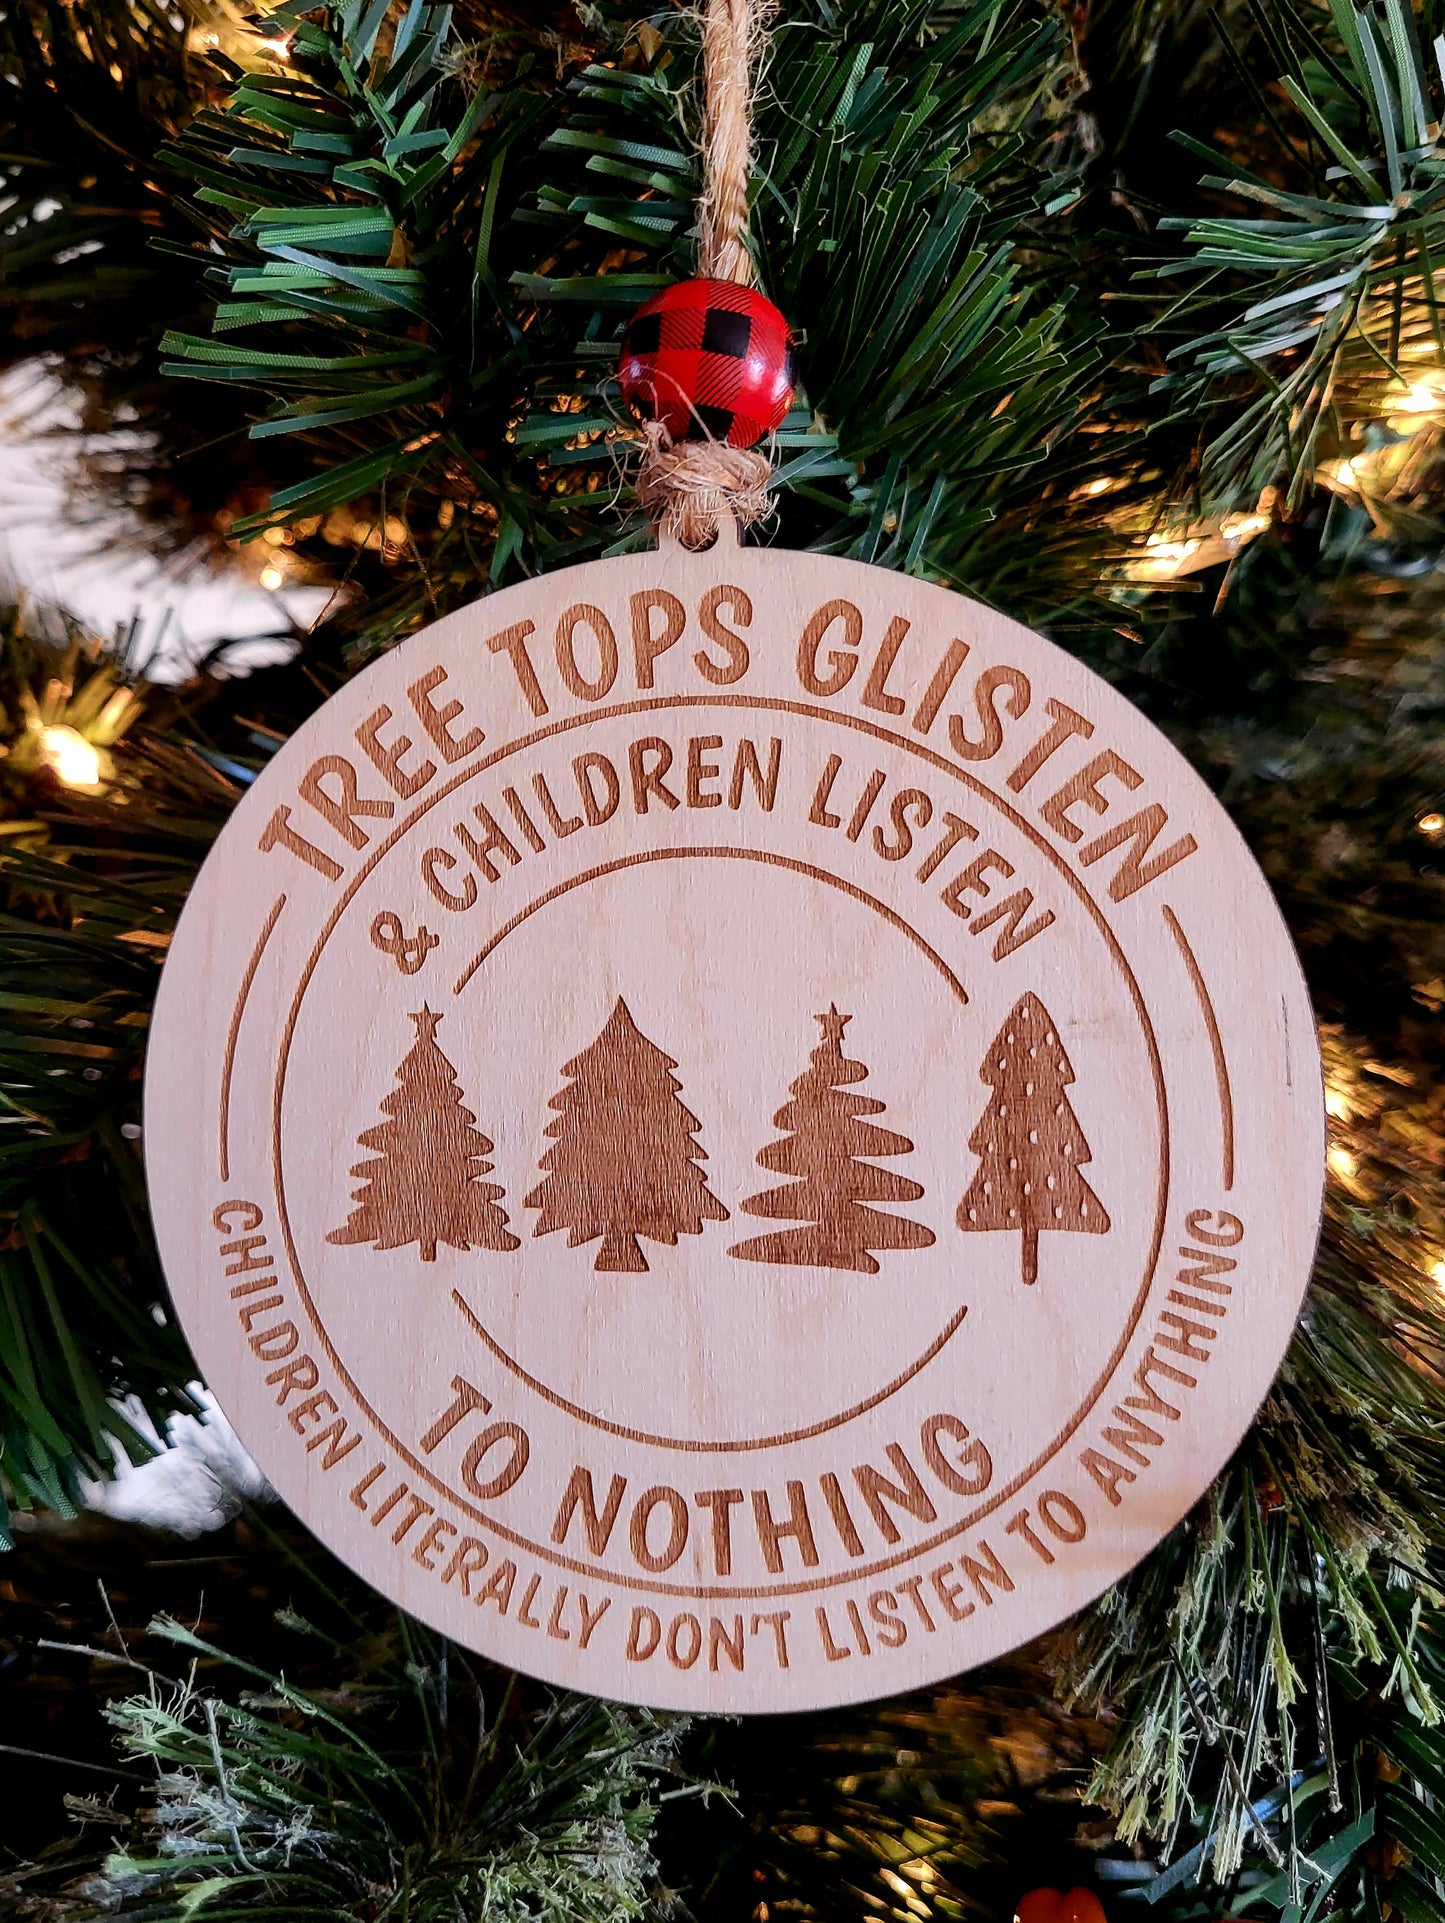 TREE TOPS GLISTEN
& CHILDREN LISTEN
TO NOTHING
CHILDREN LITERALLY DON'T LISTEN TO ANYTHING